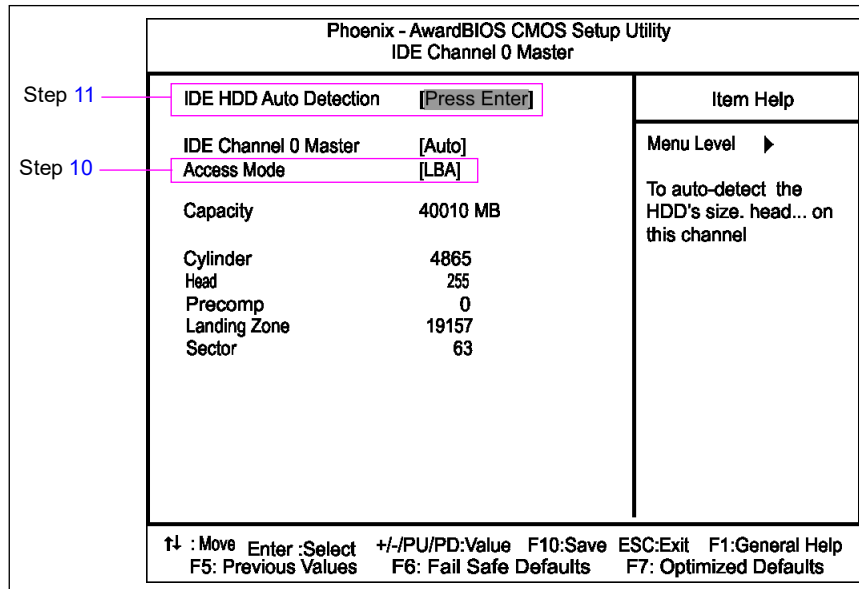 Phoenix - AwardBIOS CMOS Setup Utility
IDE Channel 0 Master
Step 11
IDE HDD Auto Detection [Press Enter]
Item Help
IDE Channel 0 Master [Auto]
Menu Level
Step 10
Access Mode [LBA]
To auto-detect the
HDD's size. head... on
this channel
Capacity 40010 MB
Cylinder 4865
Head 255
Precomp 0
Landing Zone 19157
Sector 63
↑↓ : Move Enter :Select +/-/PU/PD:Value F10:Save ESC:Exit F1:General Help
F5: Previous Values F6: Fail Safe Defaults F7: Optimized Defaults